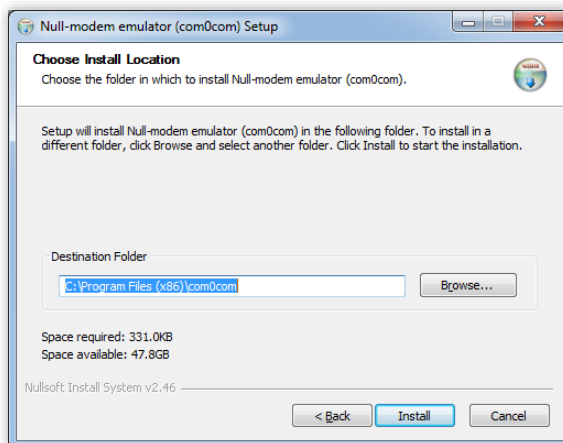 Null-modem emulator (com0com) Setup
Choose Install Location
Choose the folder in which to install Null-modem emulator (com0com).
Setup will install Null-modem emulator (com0com) in the following folder. To install in a
different folder, click Browse and select another folder. Click Install to start the installation.
Destination Folder
C:\Program Files (x86)\com0com
Browse...
Space required: 331.0KB
Space available: 47.8GB
Nullsoft Install System v2.46
< Back
Install
Cancel